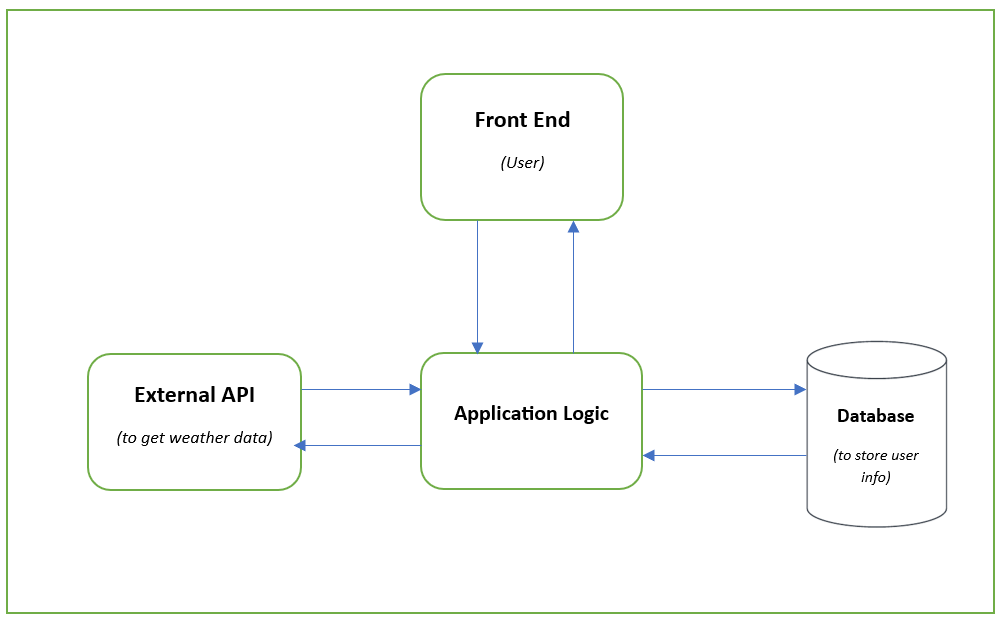 Front End
(User)
External API
(to get weather data)
Application Logic
Database
(to store user
info)